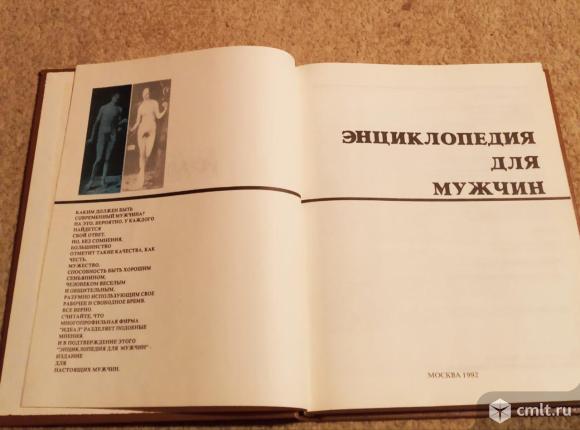 КАКИМ ДОЛЖЕН БЫТЬ
СОВРЕМЕННЫЙ МУЖЧИНА?
НА ЭТО, ВЕРОЯТНО, У КАЖДОГО
НАЙДЕТСЯ
СВОЙ ОТВЕТ.
НО, БЕЗ СОМНЕНИЯ,
БОЛЬШИНСТВО
ОТМЕТИТ ТАКИЕ КАЧЕСТВА, КАК
ЧЕСТЬ,
МУЖЕСТВО,
СПОСОБНОСТЬ БЫТЬ ХОРОШИМ
СЕМЬЯНИНОМ,
ЧЕЛОВЕКОМ ВЕСЕЛЫМ
И ОБЩИТЕЛЬНЫМ,
РАЗУМНО ИСПОЛЬЗУЮЩИМ СВОЕ
РАБОЧЕЕ И СВОБОДНОЕ ВРЕМЯ.
ВСЕ ВЕРНО.
СЧИТАЙТЕ, ЧТО
МНОГОПРОФИЛЬНАЯ ФИРМА
"ИДЕАЛ" РАЗДЕЛЯЕТ ПОДОБНЫЕ
МНЕНИЯ
И В ПОДТВЕРЖДЕНИЕ ЭТОГО
"ЭНЦИКЛОПЕДИЯ ДЛЯ МУЖЧИН" -
ИЗДАНИЕ
ДЛЯ
НАСТОЯЩИХ МУЖЧИН.
ЭНЦИКЛОПЕДИЯ
ДЛЯ
МУЖЧИН
МОСКВА 1992
cmlt.ru